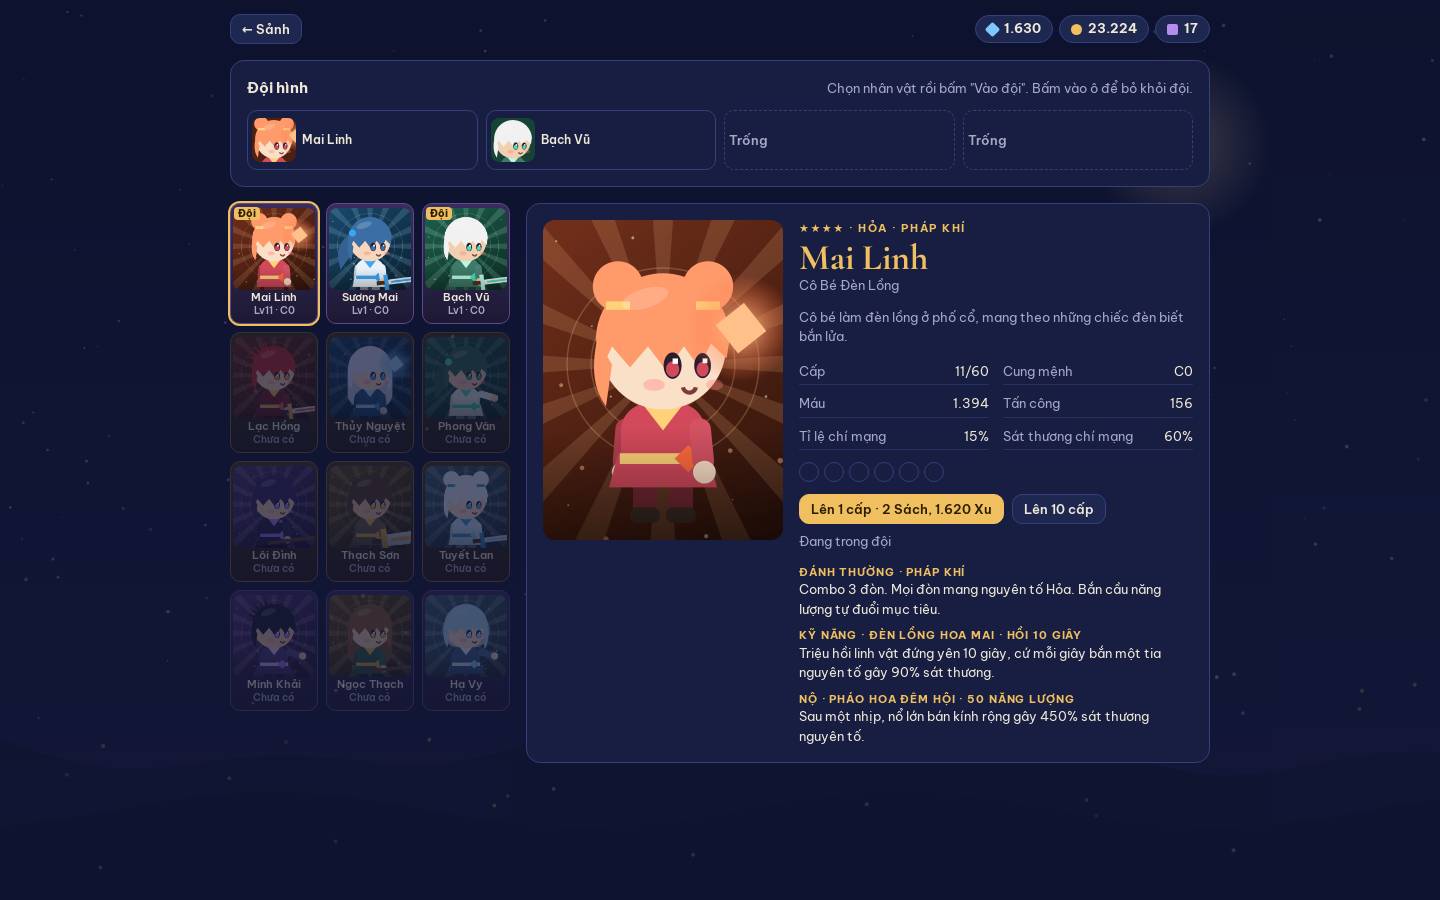 ← Sảnh
1.630
23.224
17
Đội hình
Chọn nhân vật rồi bấm "Vào đội". Bấm vào ô để bỏ khỏi đội.
Mai Linh
Bạch Vũ
Trống
Trống
Đội
Mai Linh
Lv11 · C0
Sương Mai
Lv1 · C0
Đội
Bạch Vũ
Lv1 · C0
Lạc Hồng
Chưa có
Thủy Nguyệt
Chưa có
Phong Vân
Chưa có
Lôi Đình
Chưa có
Thạch Sơn
Chưa có
Tuyết Lan
Chưa có
Minh Khải
Chưa có
Ngọc Thạch
Chưa có
Hạ Vy
Chưa có
★★★★ · HỎA · PHÁP KHÍ
Mai Linh
Cô Bé Đèn Lồng
Cô bé làm đèn lồng ở phố cổ, mang theo những chiếc đèn biết
bắn lửa.
Cấp 11/60 Cung mệnh C0
Máu 1.394 Tấn công 156
Tỉ lệ chí mạng 15% Sát thương chí mạng 60%
Lên 1 cấp · 2 Sách, 1.620 Xu
Lên 10 cấp
Đang trong đội
ĐÁNH THƯỜNG · PHÁP KHÍ
Combo 3 đòn. Mọi đòn mang nguyên tố Hỏa. Bắn cầu năng
lượng tự đuổi mục tiêu.
KỸ NĂNG · ĐÈN LỒNG HOA MAI · HỒI 10 GIÂY
Triệu hồi linh vật đứng yên 10 giây, cứ mỗi giây bắn một tia
nguyên tố gây 90% sát thương.
NỘ · PHÁO HOA ĐÊM HỘI · 50 NĂNG LƯỢNG
Sau một nhịp, nổ lớn bán kính rộng gây 450% sát thương
nguyên tố.